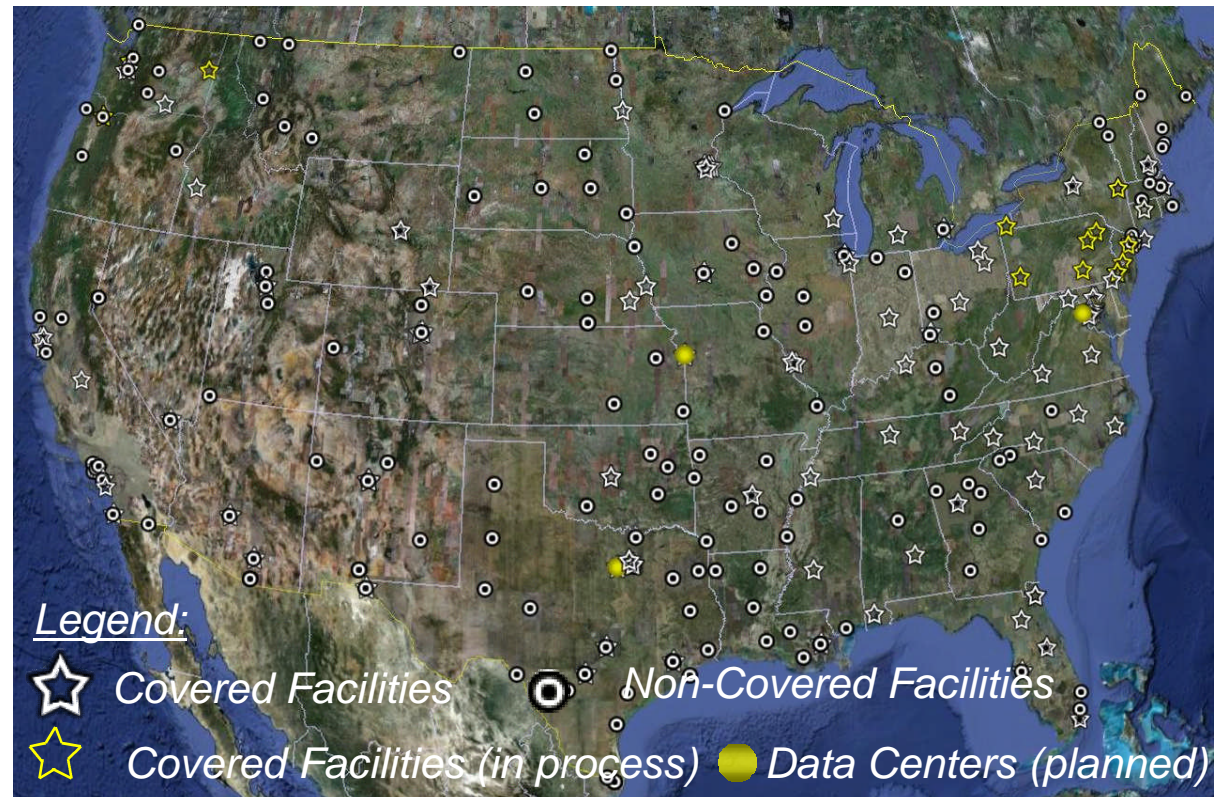 Legend:
Covered Facilities
Non-Covered Facilities
Covered Facilities (in process)
Data Centers (planned)